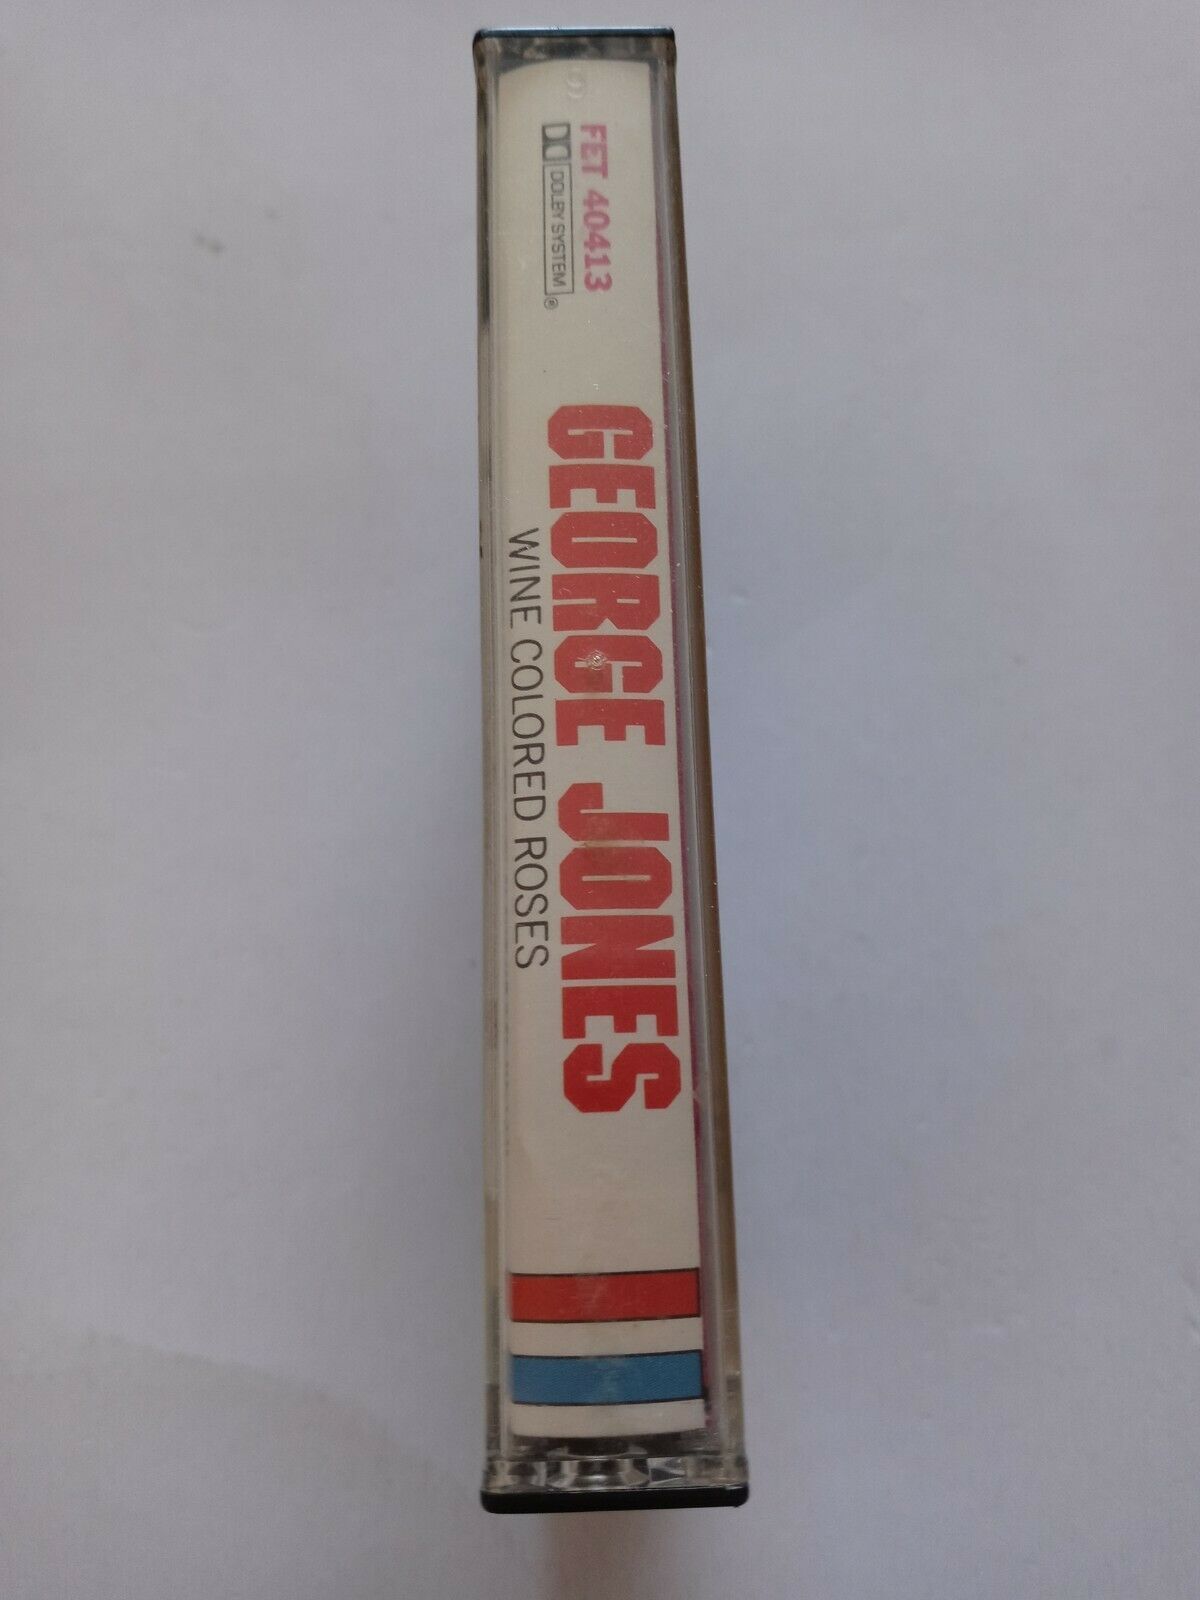 FET 40413
DOLBY SYSTEM ®
GEORGE JONES
WINE COLORED ROSES